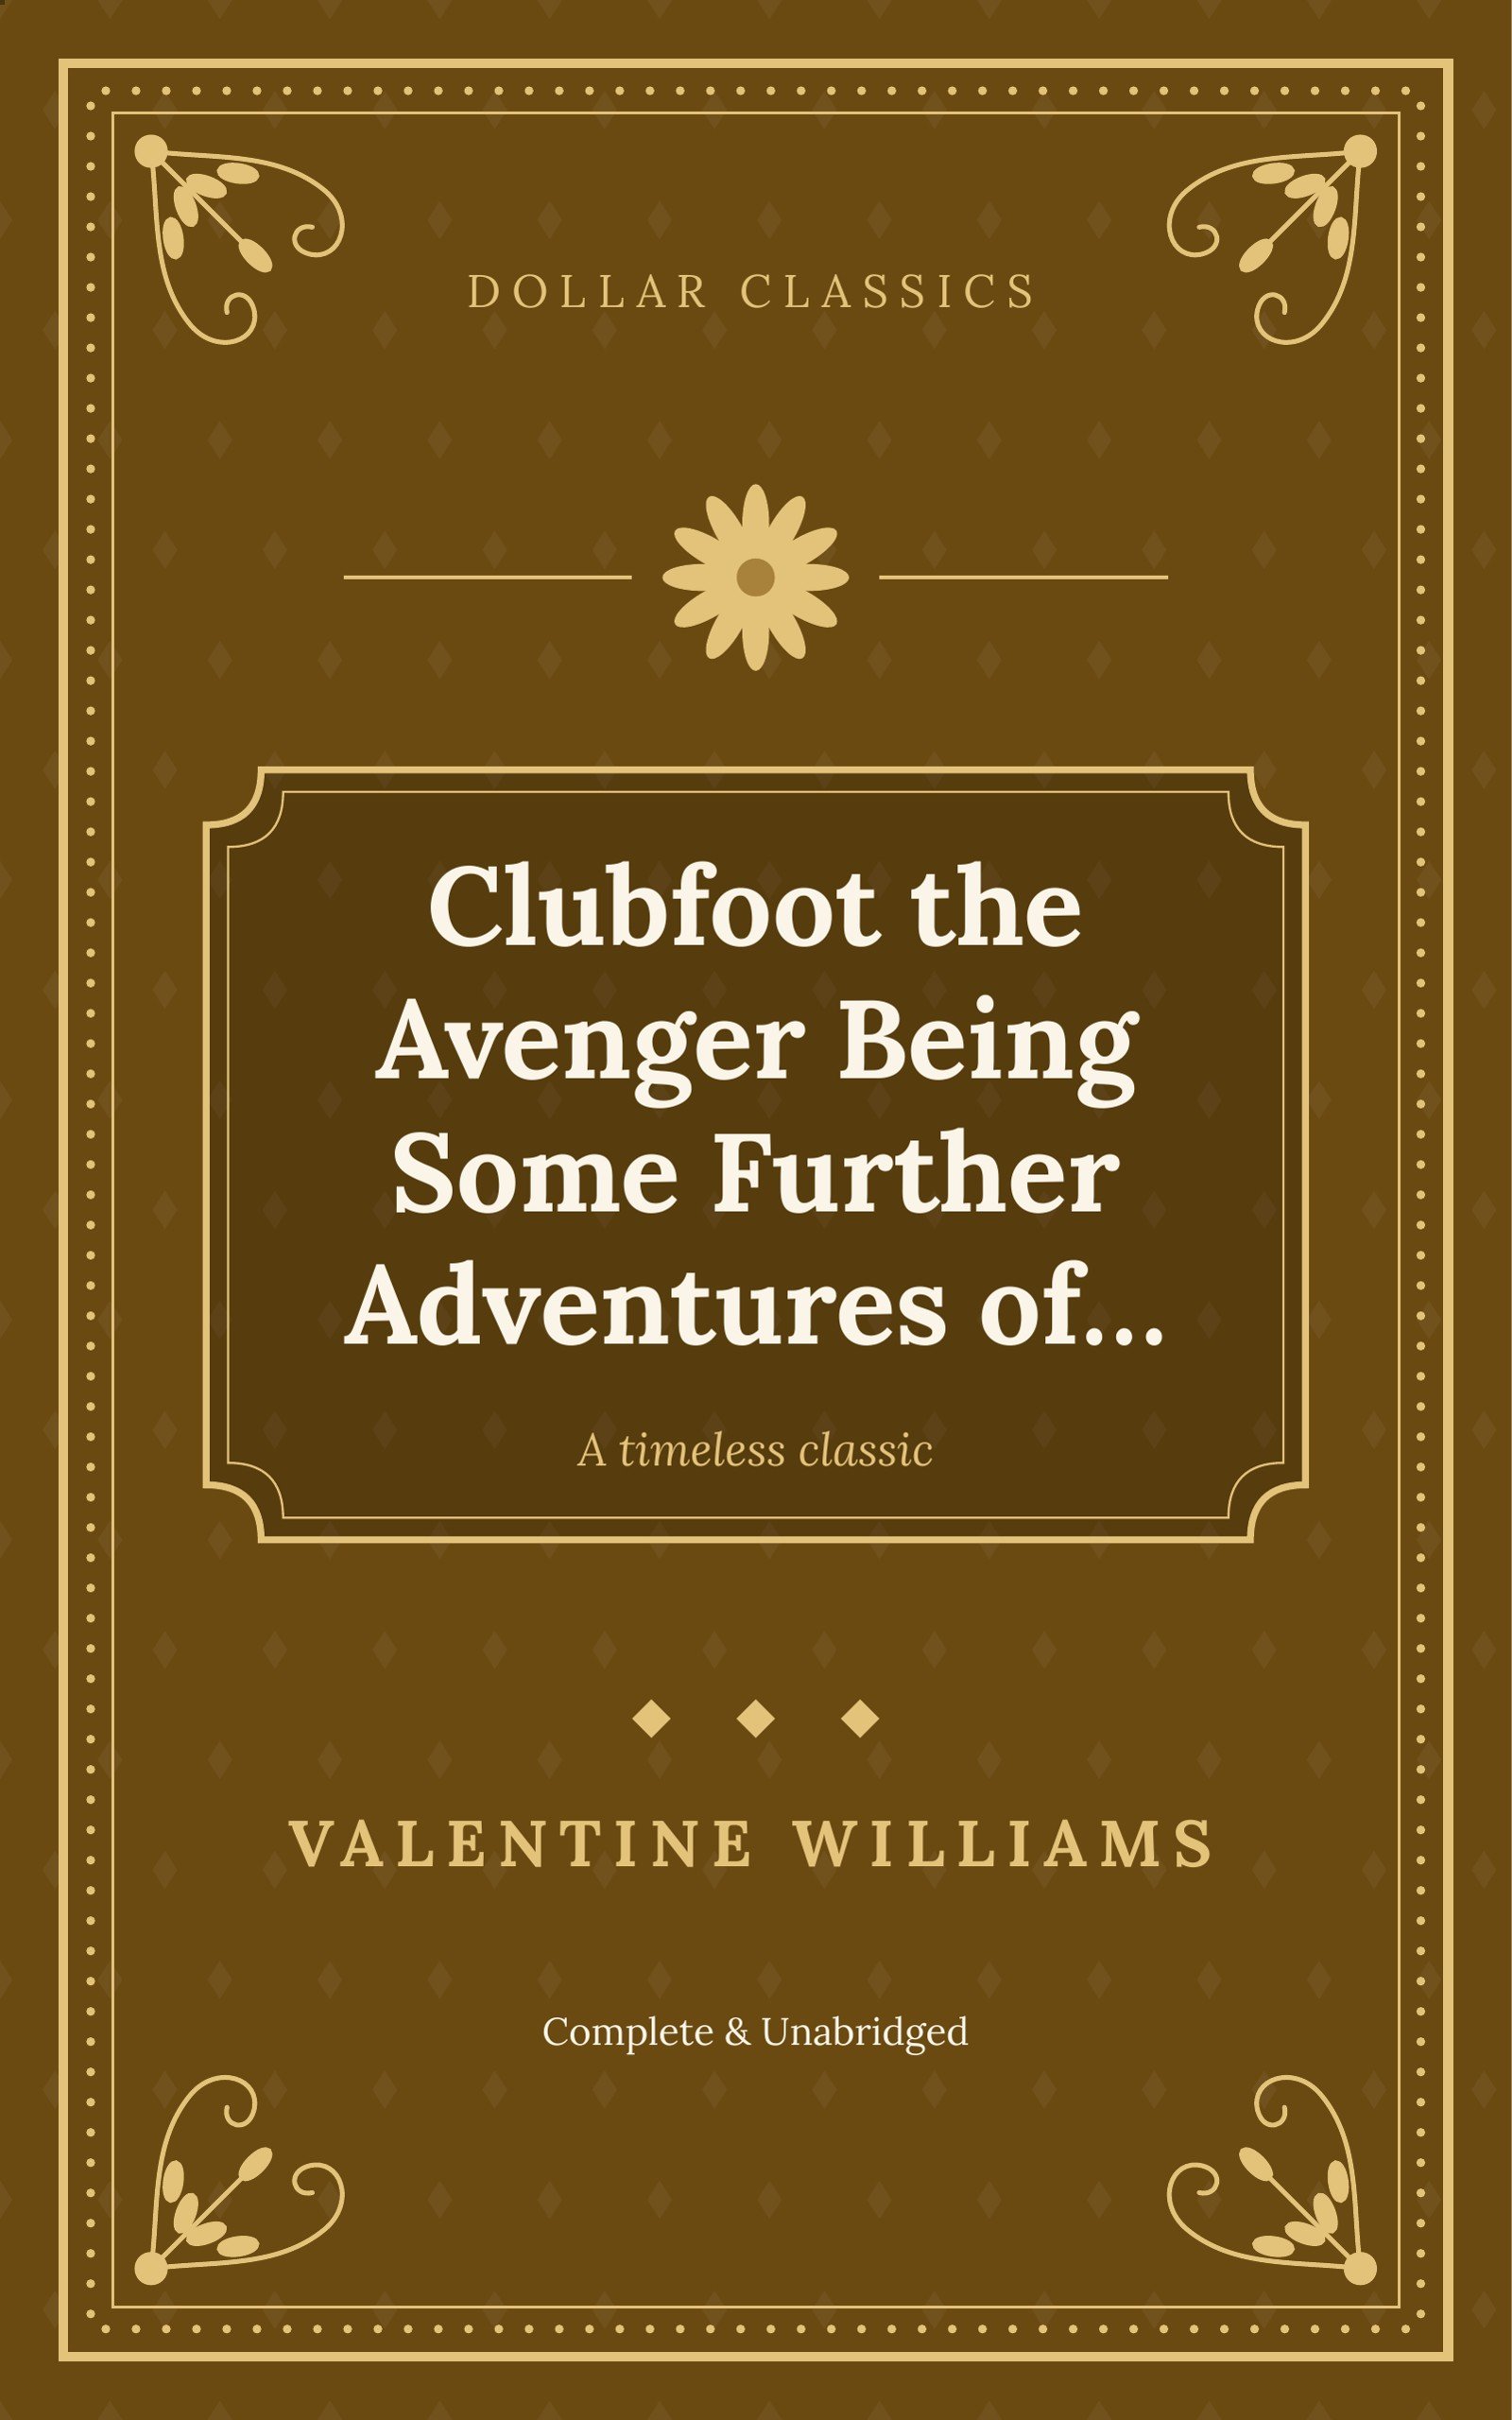 DOLLAR CLASSICS
Clubfoot the
Avenger Being
Some Further
Adventures of...
A timeless classic
VALENTINE WILLIAMS
Complete & Unabridged